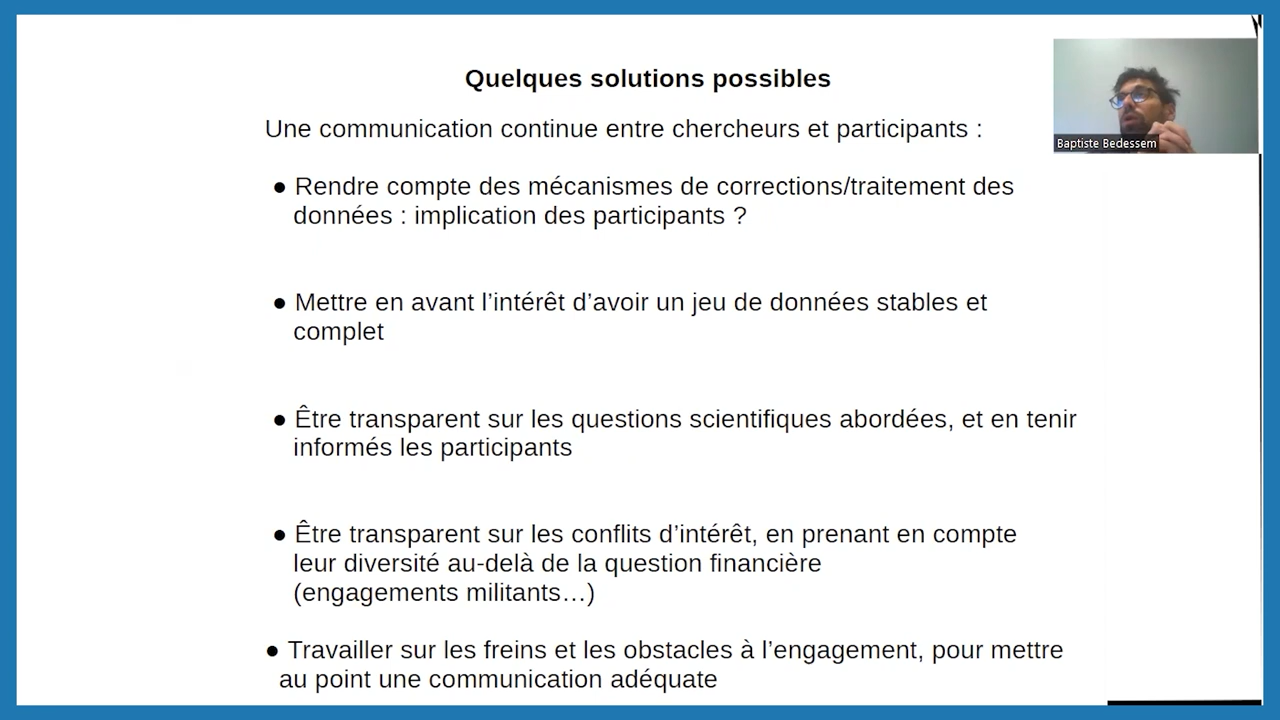 Quelques solutions possibles
Une communication continue entre chercheurs et participants :
● Rendre compte des mécanismes de corrections/traitement des
données : implication des participants ?
● Mettre en avant l’intérêt d’avoir un jeu de données stables et
complet
● Être transparent sur les questions scientifiques abordées, et en tenir
informés les participants
● Être transparent sur les conflits d’intérêt, en prenant en compte
leur diversité au-delà de la question financière
(engagements militants…)
● Travailler sur les freins et les obstacles à l’engagement, pour mettre
au point une communication adéquate
Baptiste Bedessem